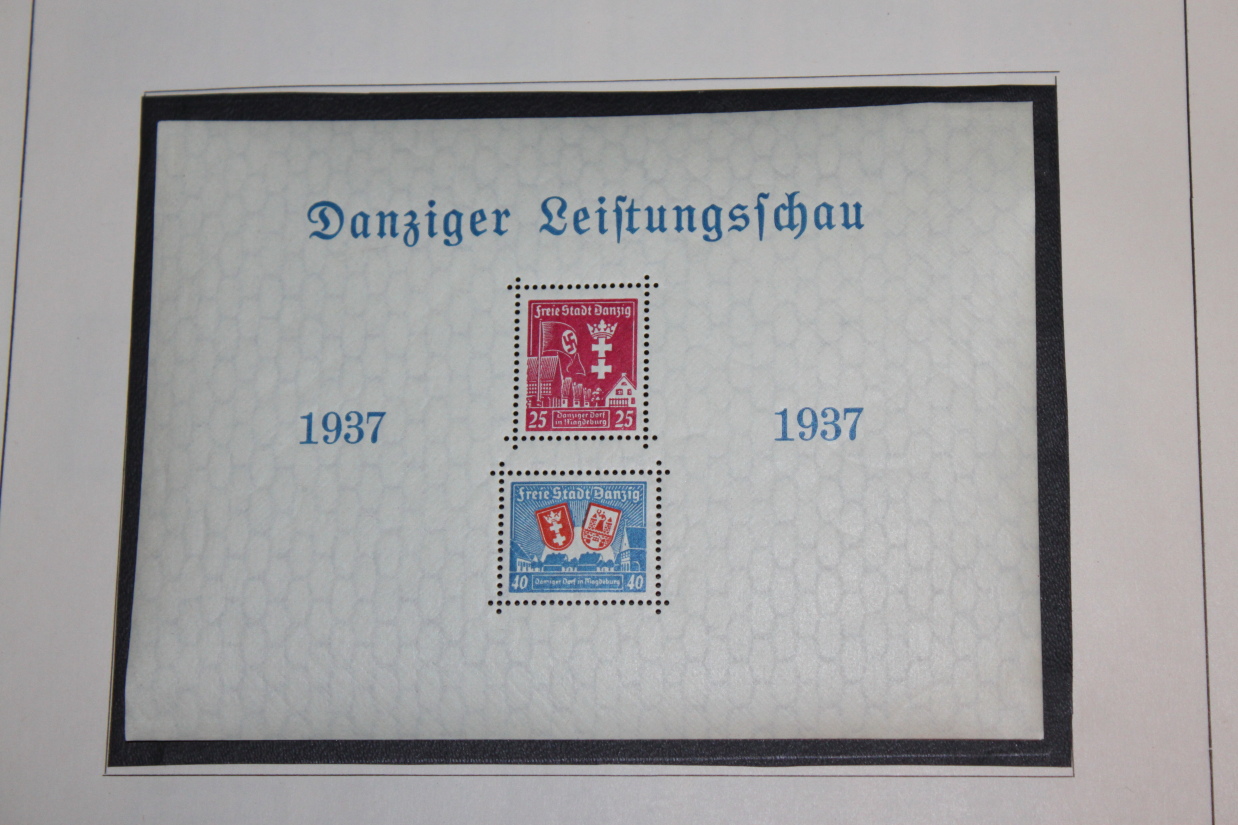 Danziger Leiſtungsſchau
Freie Stadt Danzig
25 Danziger Dorf in Magdeburg 25
1937 1937
Freie Stadt Danzig
40 Danziger Dorf in Magdeburg 40